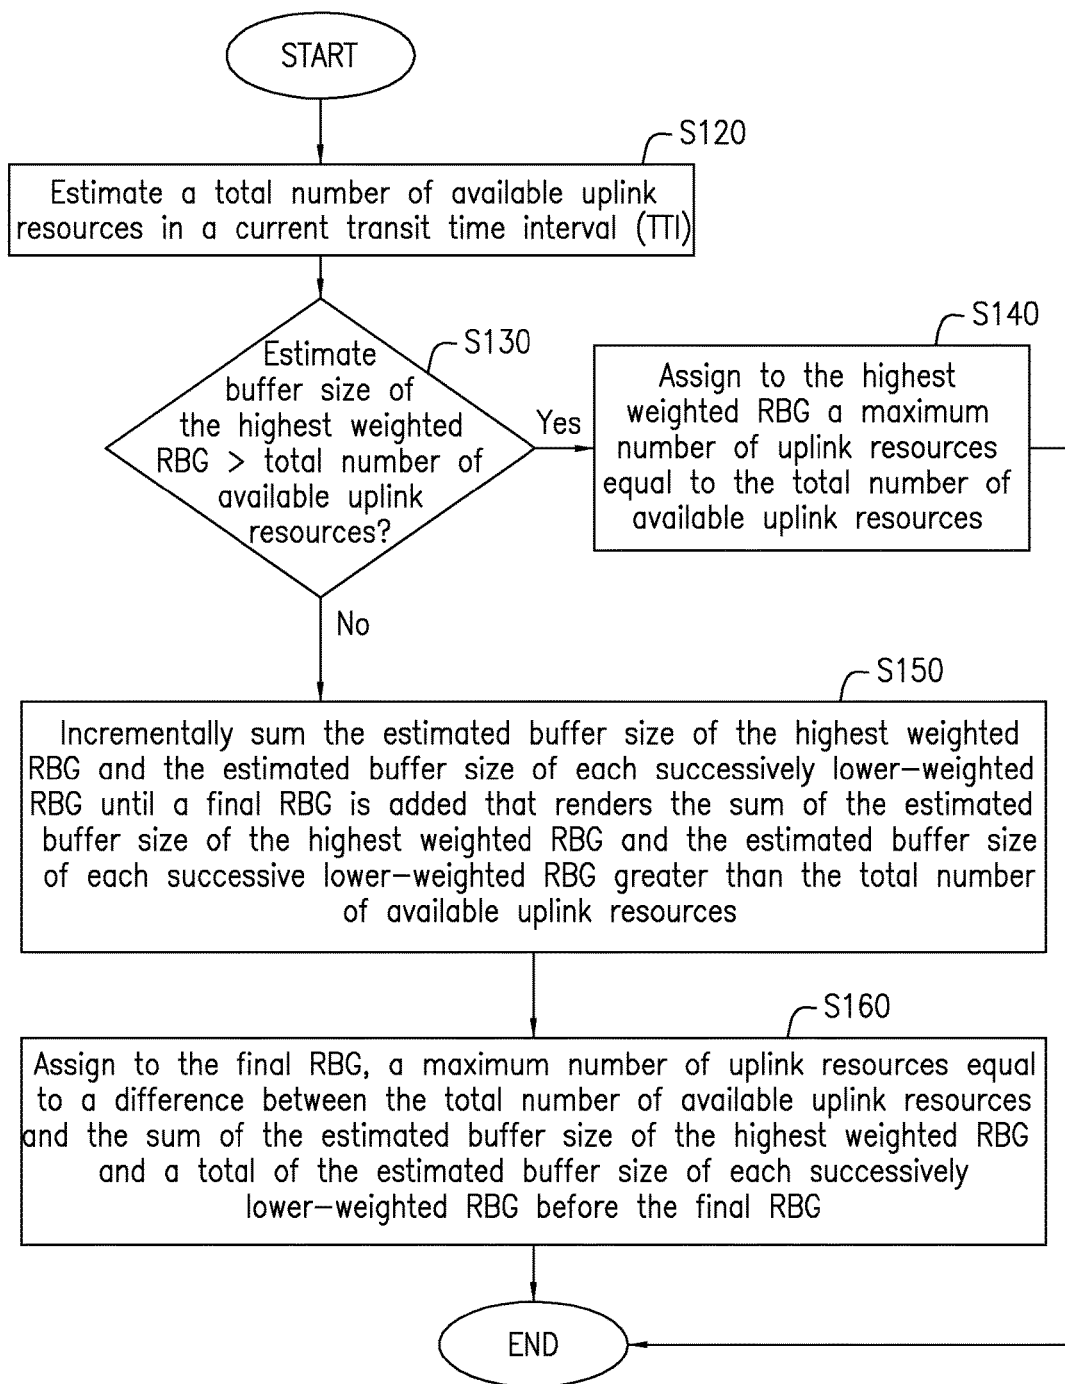 START
S120
Estimate a total number of available uplink
resources in a current transit time interval (TTI)
S130
Estimate
buffer size of
the highest weighted
RBG > total number of
available uplink
resources?
Yes
S140
Assign to the highest
weighted RBG a maximum
number of uplink resources
equal to the total number of
available uplink resources
No
S150
Incrementally sum the estimated buffer size of the highest weighted
RBG and the estimated buffer size of each successively lower-weighted
RBG until a final RBG is added that renders the sum of the estimated
buffer size of the highest weighted RBG and the estimated buffer size
of each successive lower-weighted RBG greater than the total number
of available uplink resources
S160
Assign to the final RBG, a maximum number of uplink resources equal
to a difference between the total number of available uplink resources
and the sum of the estimated buffer size of the highest weighted RBG
and a total of the estimated buffer size of each successively
lower-weighted RBG before the final RBG
END